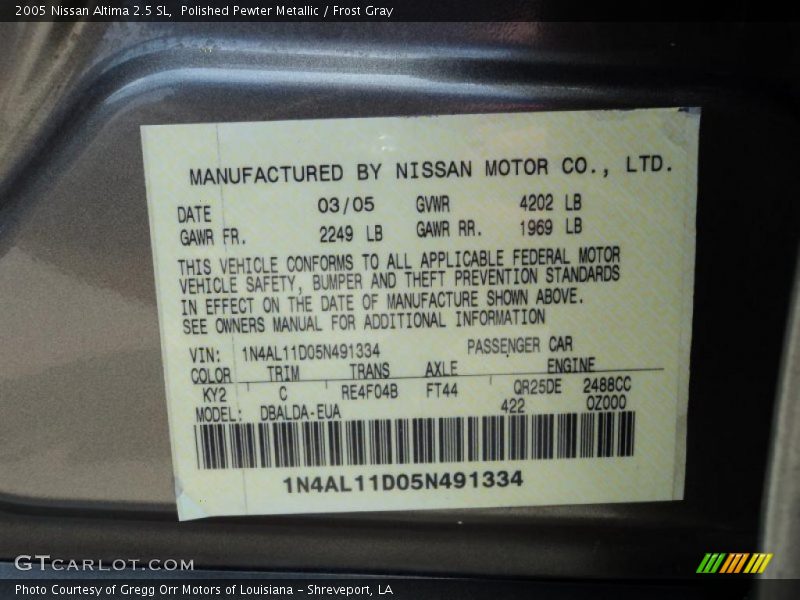 2005 Nissan Altima 2.5 SL,  Polished Pewter Metallic / Frost Gray
MANUFACTURED BY NISSAN MOTOR CO., LTD.
DATE 03/05 GVWR 4202 LB
GAWR FR. 2249 LB GAWR RR. 1969 LB
THIS VEHICLE CONFORMS TO ALL APPLICABLE FEDERAL MOTOR
VEHICLE SAFETY, BUMPER AND THEFT PREVENTION STANDARDS
IN EFFECT ON THE DATE OF MANUFACTURE SHOWN ABOVE.
SEE OWNERS MANUAL FOR ADDITIONAL INFORMATION
VIN: 1N4AL11D05N491334 PASSENGER CAR
COLOR TRIM TRANS AXLE ENGINE
KY2 C RE4F04B FT44 QR25DE 2488CC
MODEL: DBALDA-EUA 422 0Z000
1N4AL11D05N491334
GTCARLOT.COM
Photo Courtesy of Gregg Orr Motors of Louisiana – Shreveport, LA